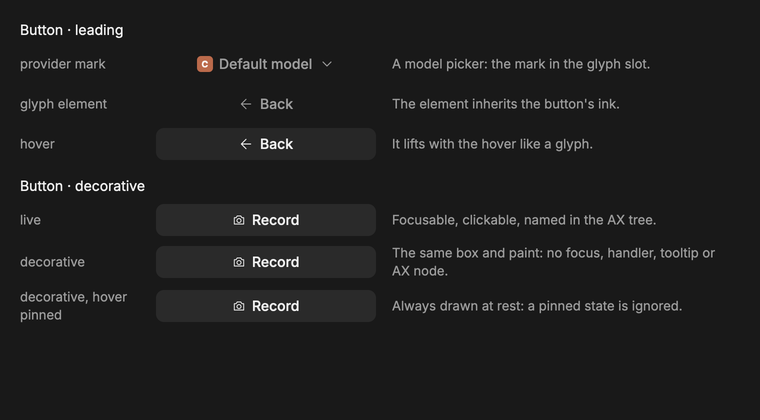 Button · leading
provider mark
C Default model
A model picker: the mark in the glyph slot.
glyph element
Back
The element inherits the button's ink.
hover
Back
It lifts with the hover like a glyph.
Button · decorative
live
Record
Focusable, clickable, named in the AX tree.
decorative
Record
The same box and paint: no focus, handler, tooltip or
AX node.
decorative, hover
pinned
Record
Always drawn at rest: a pinned state is ignored.